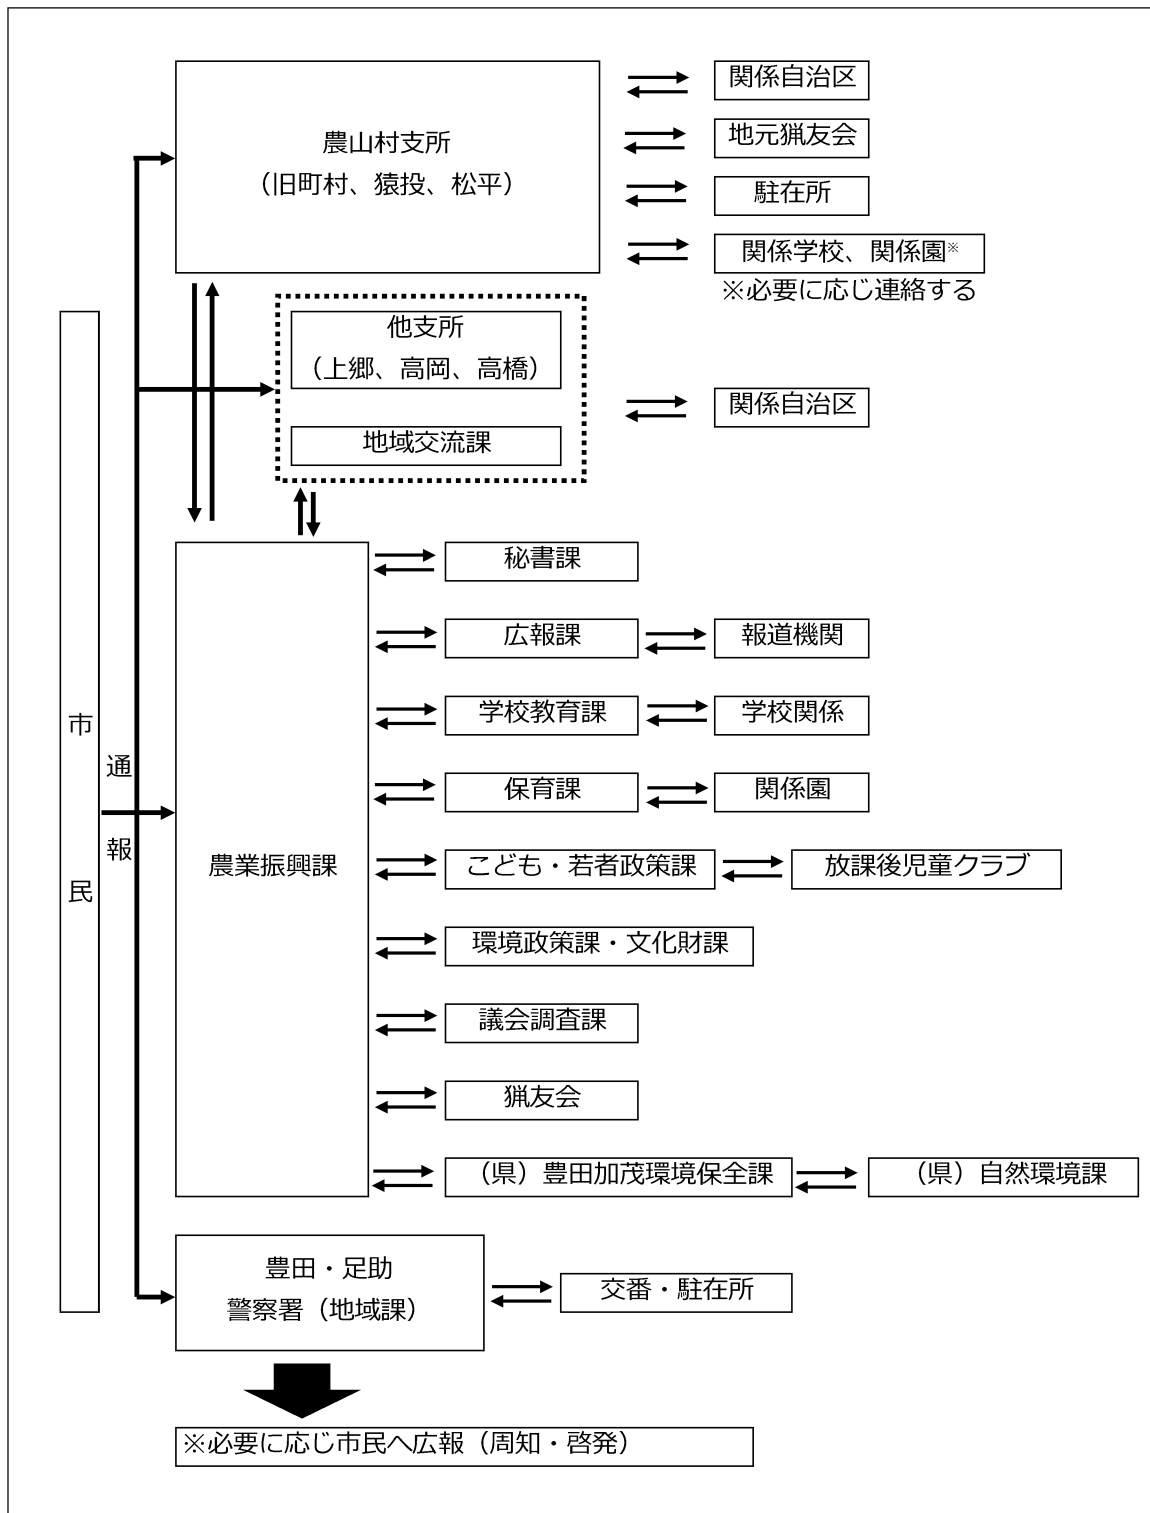 関係自治区
地元猟友会
駐在所
関係学校、関係園※
※必要に応じ連絡する
農山村支所
（旧町村、猿投、松平）
他支所
（上郷、高岡、高橋）
地域交流課
関係自治区
市民
通報
農業振興課
秘書課
広報課
報道機関
学校教育課
学校関係
保育課
関係園
こども・若者政策課
放課後児童クラブ
環境政策課・文化財課
議会調査課
猟友会
（県）豊田加茂環境保全課
（県）自然環境課
豊田・足助
警察署（地域課）
交番・駐在所
※必要に応じ市民へ広報（周知・啓発）